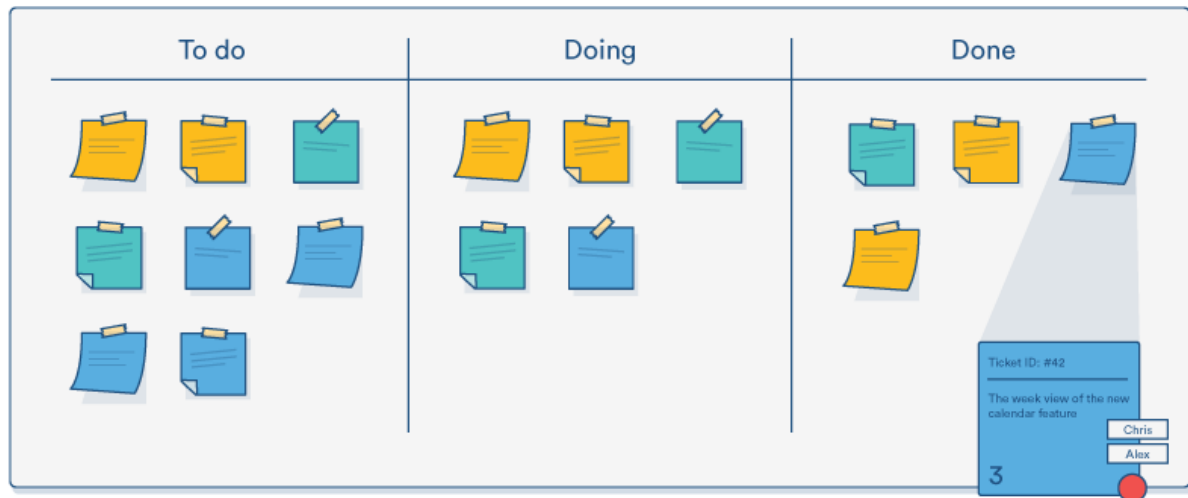 To do
Doing
Done
Ticket ID: #42
The week view of the new
calendar feature
Chris
Alex
3